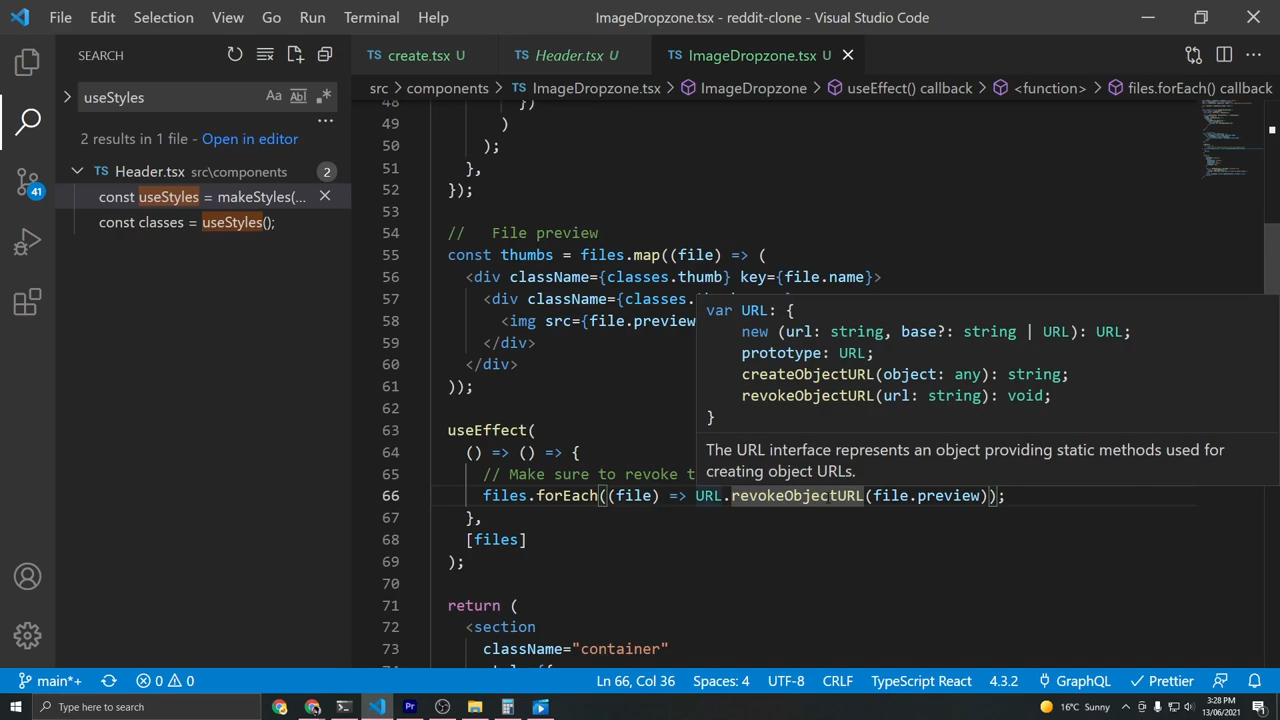 File Edit Selection View Go Run Terminal Help ImageDropzone.tsx - reddit-clone - Visual Studio Code
SEARCH
useStyles
Aa Ab .*
2 results in 1 file - Open in editor
TS Header.tsx src\components 2
const useStyles = makeStyles(...
const classes = useStyles();
41
TS create.tsx U TS Header.tsx U TS ImageDropzone.tsx U
src > components > TS ImageDropzone.tsx > ImageDropzone > useEffect() callback > <function> > files.forEach() callback
48 })
49 )
50 );
51 },
52 });
53
54 // File preview
55 const thumbs = files.map((file) => (
56 <div className={classes.thumb} key={file.name}>
57 <div className={classes.
58 <img src={file.preview
59 </div>
60 </div>
61 ));
62
63 useEffect(
64 () => () => {
65 // Make sure to revoke t
66 files.forEach((file) => URL.revokeObjectURL(file.preview));
67 },
68 [files]
69 );
70
71 return (
72 <section
73 className="container"
var URL: {
new (url: string, base?: string | URL): URL;
prototype: URL;
createObjectURL(object: any): string;
revokeObjectURL(url: string): void;
}
The URL interface represents an object providing static methods used for
creating object URLs.
main*+ 0 0 Ln 66, Col 36 Spaces: 4 UTF-8 CRLF TypeScript React 4.3.2 GraphQL Prettier
Type here to search 16°C Sunny 3:28 PM
13/06/2021